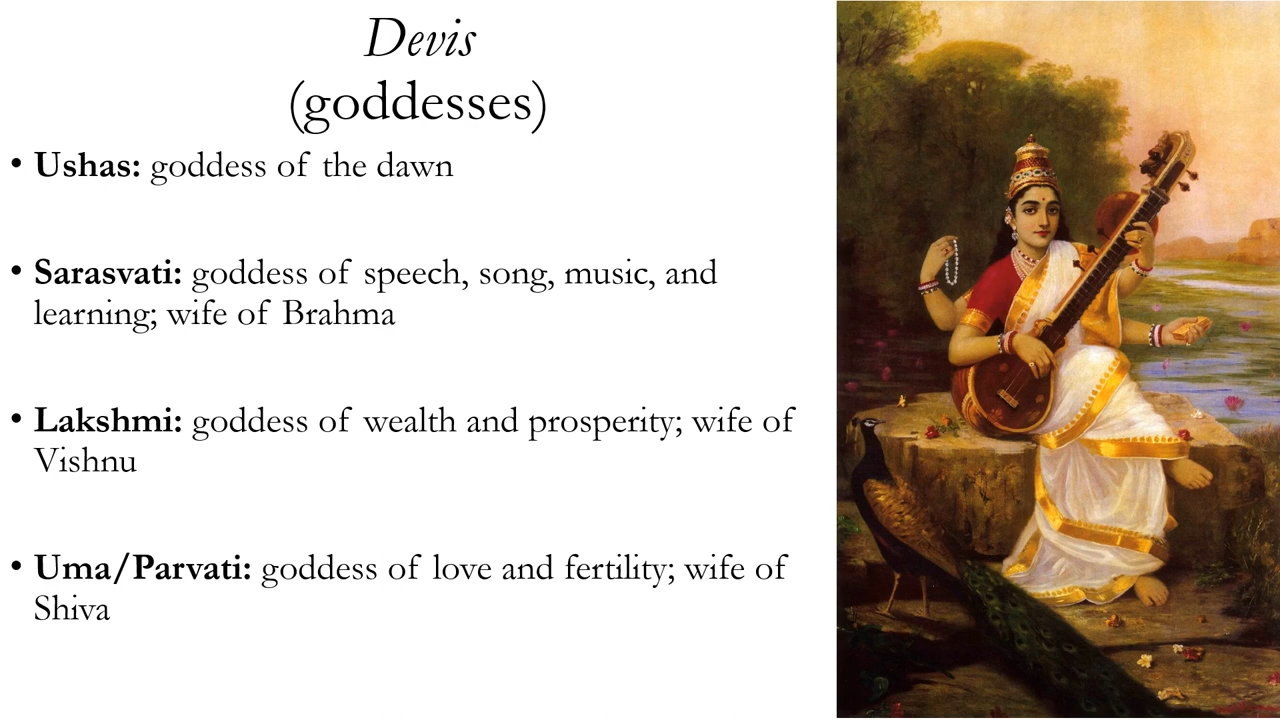 Devis
(goddesses)
• Ushas: goddess of the dawn
• Sarasvati: goddess of speech, song, music, and
learning; wife of Brahma
• Lakshmi: goddess of wealth and prosperity; wife of
Vishnu
• Uma/Parvati: goddess of love and fertility; wife of
Shiva